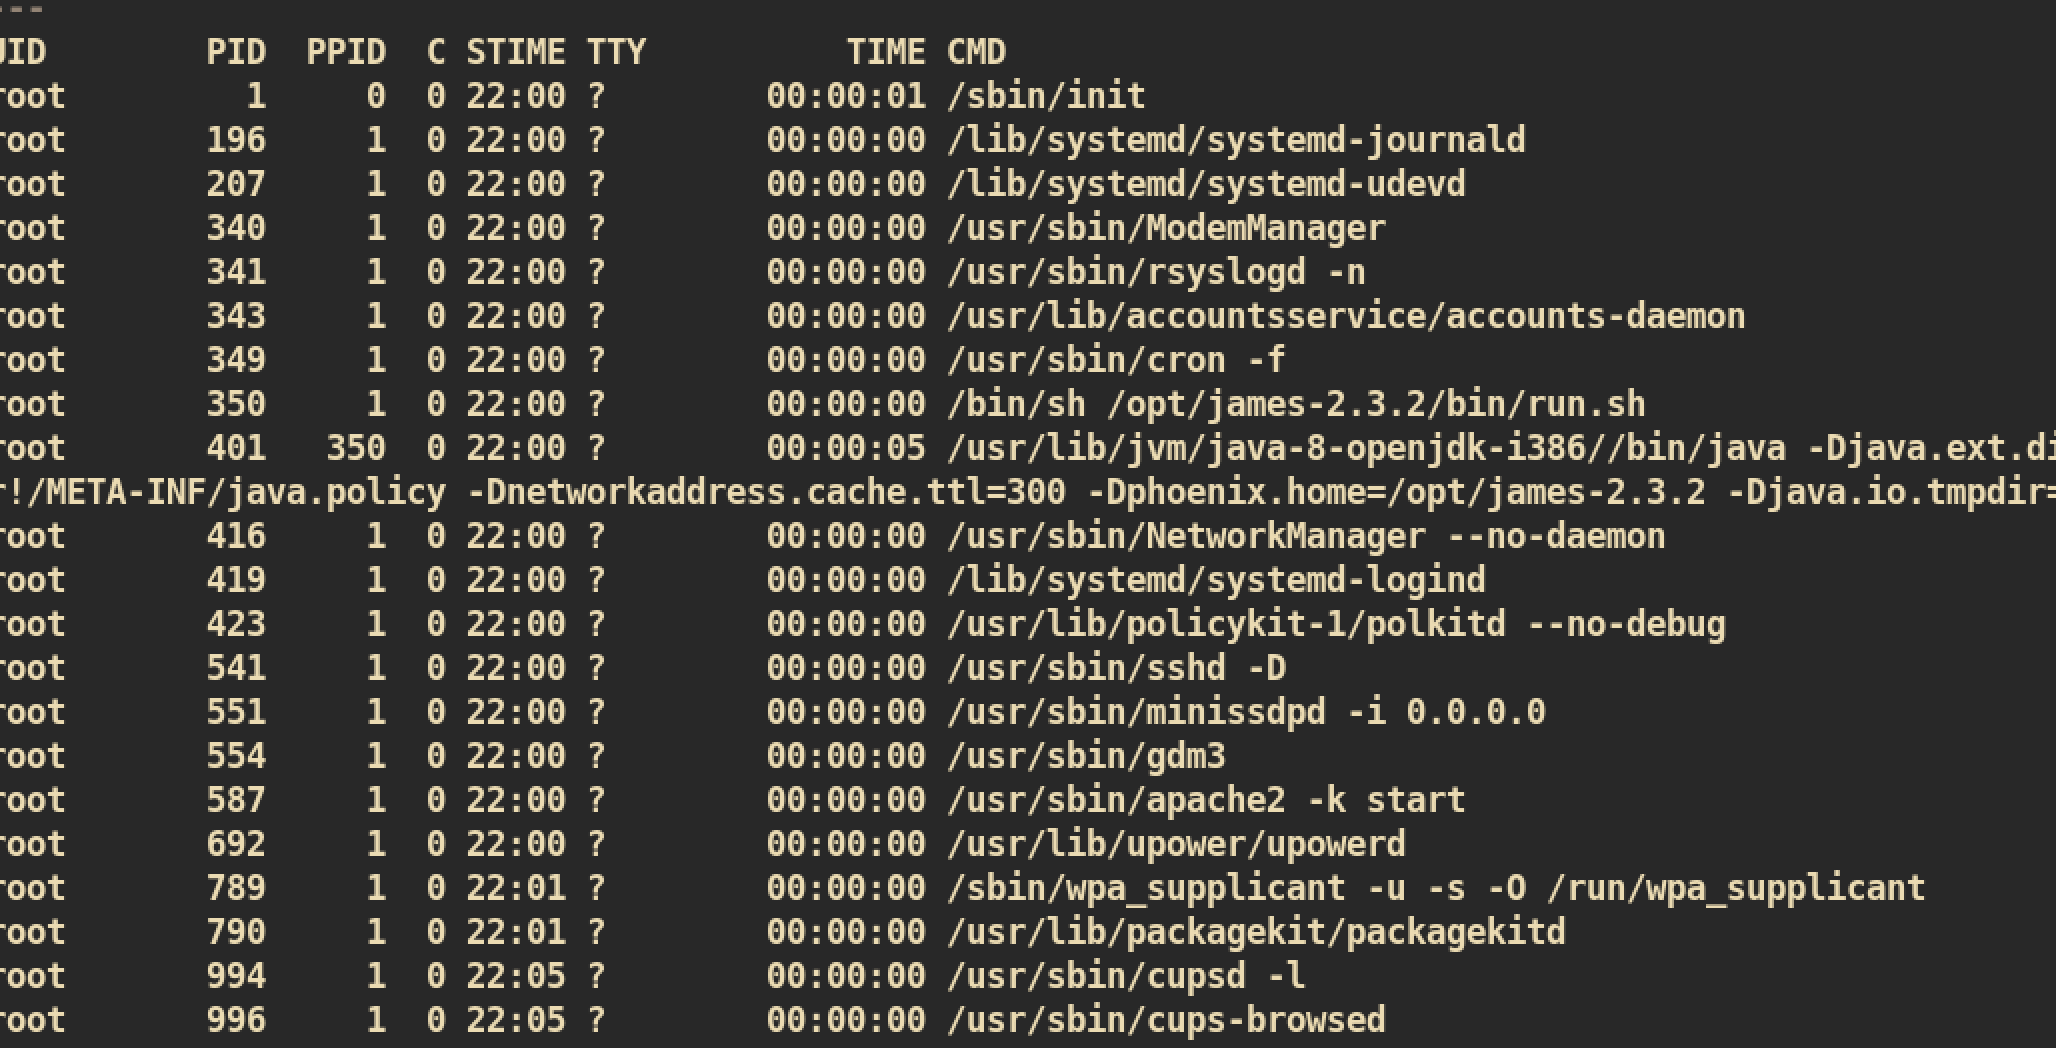 ---
UID        PID  PPID  C STIME TTY          TIME CMD
root         1     0  0 22:00 ?        00:00:01 /sbin/init
root       196     1  0 22:00 ?        00:00:00 /lib/systemd/systemd-journald
root       207     1  0 22:00 ?        00:00:00 /lib/systemd/systemd-udevd
root       340     1  0 22:00 ?        00:00:00 /usr/sbin/ModemManager
root       341     1  0 22:00 ?        00:00:00 /usr/sbin/rsyslogd -n
root       343     1  0 22:00 ?        00:00:00 /usr/lib/accountsservice/accounts-daemon
root       349     1  0 22:00 ?        00:00:00 /usr/sbin/cron -f
root       350     1  0 22:00 ?        00:00:00 /bin/sh /opt/james-2.3.2/bin/run.sh
root       401   350  0 22:00 ?        00:00:05 /usr/lib/jvm/java-8-openjdk-i386//bin/java -Djava.ext.di
r!/META-INF/java.policy -Dnetworkaddress.cache.ttl=300 -Dphoenix.home=/opt/james-2.3.2 -Djava.io.tmpdir=
root       416     1  0 22:00 ?        00:00:00 /usr/sbin/NetworkManager --no-daemon
root       419     1  0 22:00 ?        00:00:00 /lib/systemd/systemd-logind
root       423     1  0 22:00 ?        00:00:00 /usr/lib/policykit-1/polkitd --no-debug
root       541     1  0 22:00 ?        00:00:00 /usr/sbin/sshd -D
root       551     1  0 22:00 ?        00:00:00 /usr/sbin/minissdpd -i 0.0.0.0
root       554     1  0 22:00 ?        00:00:00 /usr/sbin/gdm3
root       587     1  0 22:00 ?        00:00:00 /usr/sbin/apache2 -k start
root       692     1  0 22:00 ?        00:00:00 /usr/lib/upower/upowerd
root       789     1  0 22:01 ?        00:00:00 /sbin/wpa_supplicant -u -s -O /run/wpa_supplicant
root       790     1  0 22:01 ?        00:00:00 /usr/lib/packagekit/packagekitd
root       994     1  0 22:05 ?        00:00:00 /usr/sbin/cupsd -l
root       996     1  0 22:05 ?        00:00:00 /usr/sbin/cups-browsed